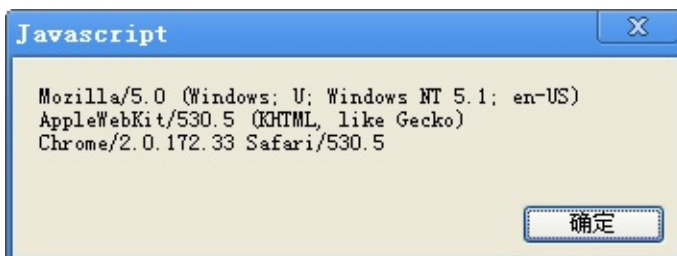 Javascript
Mozilla/5.0 (Windows; U; Windows NT 5.1; en-US)
AppleWebKit/530.5 (KHTML, like Gecko)
Chrome/2.0.172.33 Safari/530.5
确定